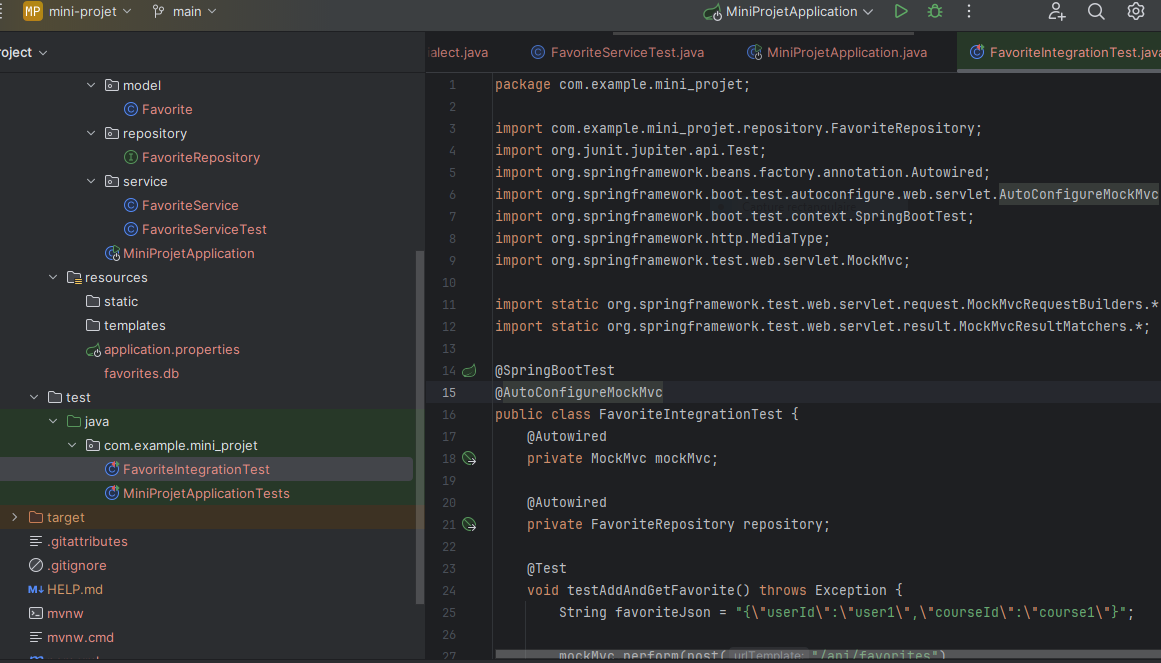 MP mini-projet main MiniProjetApplication
roject
alect.java FavoriteServiceTest.java MiniProjetApplication.java FavoriteIntegrationTest.java
model
Favorite
repository
FavoriteRepository
service
FavoriteService
FavoriteServiceTest
MiniProjetApplication
resources
static
templates
application.properties
favorites.db
test
java
com.example.mini_projet
FavoriteIntegrationTest
MiniProjetApplicationTests
target
.gitattributes
.gitignore
M↓ HELP.md
mvnw
mvnw.cmd
1 package com.example.mini_projet;
2
3 import com.example.mini_projet.repository.FavoriteRepository;
4 import org.junit.jupiter.api.Test;
5 import org.springframework.beans.factory.annotation.Autowired;
6 import org.springframework.boot.test.autoconfigure.web.servlet.AutoConfigureMockMvc
7 import org.springframework.boot.test.context.SpringBootTest;
8 import org.springframework.http.MediaType;
9 import org.springframework.test.web.servlet.MockMvc;
10
11 import static org.springframework.test.web.servlet.request.MockMvcRequestBuilders.*
12 import static org.springframework.test.web.servlet.result.MockMvcResultMatchers.*;
13
14 @SpringBootTest
15 @AutoConfigureMockMvc
16 public class FavoriteIntegrationTest {
17 @Autowired
18 private MockMvc mockMvc;
19
20 @Autowired
21 private FavoriteRepository repository;
22
23 @Test
24 void testAddAndGetFavorite() throws Exception {
25 String favoriteJson = "{\"userId\":\"user1\",\"courseId\":\"course1\"}";
26
27 mockMvc.perform(post( urlTemplate: "/api/favorites")